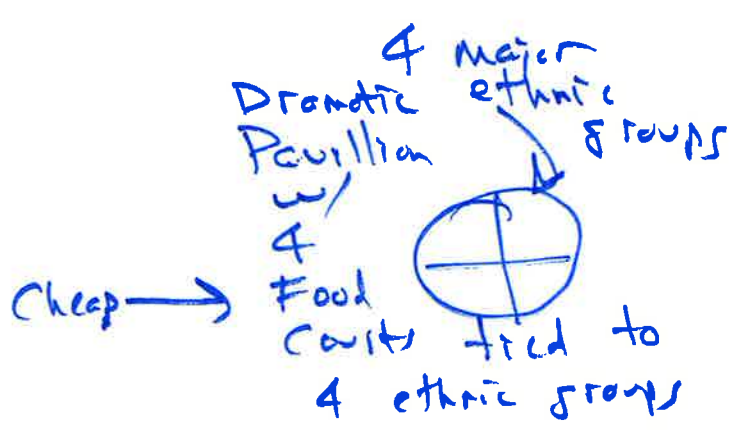 4 Major
ethnic
groups
Dramatic
Pavillion
w/
4
Cheap → Food
Courts tied to
4 ethnic groups